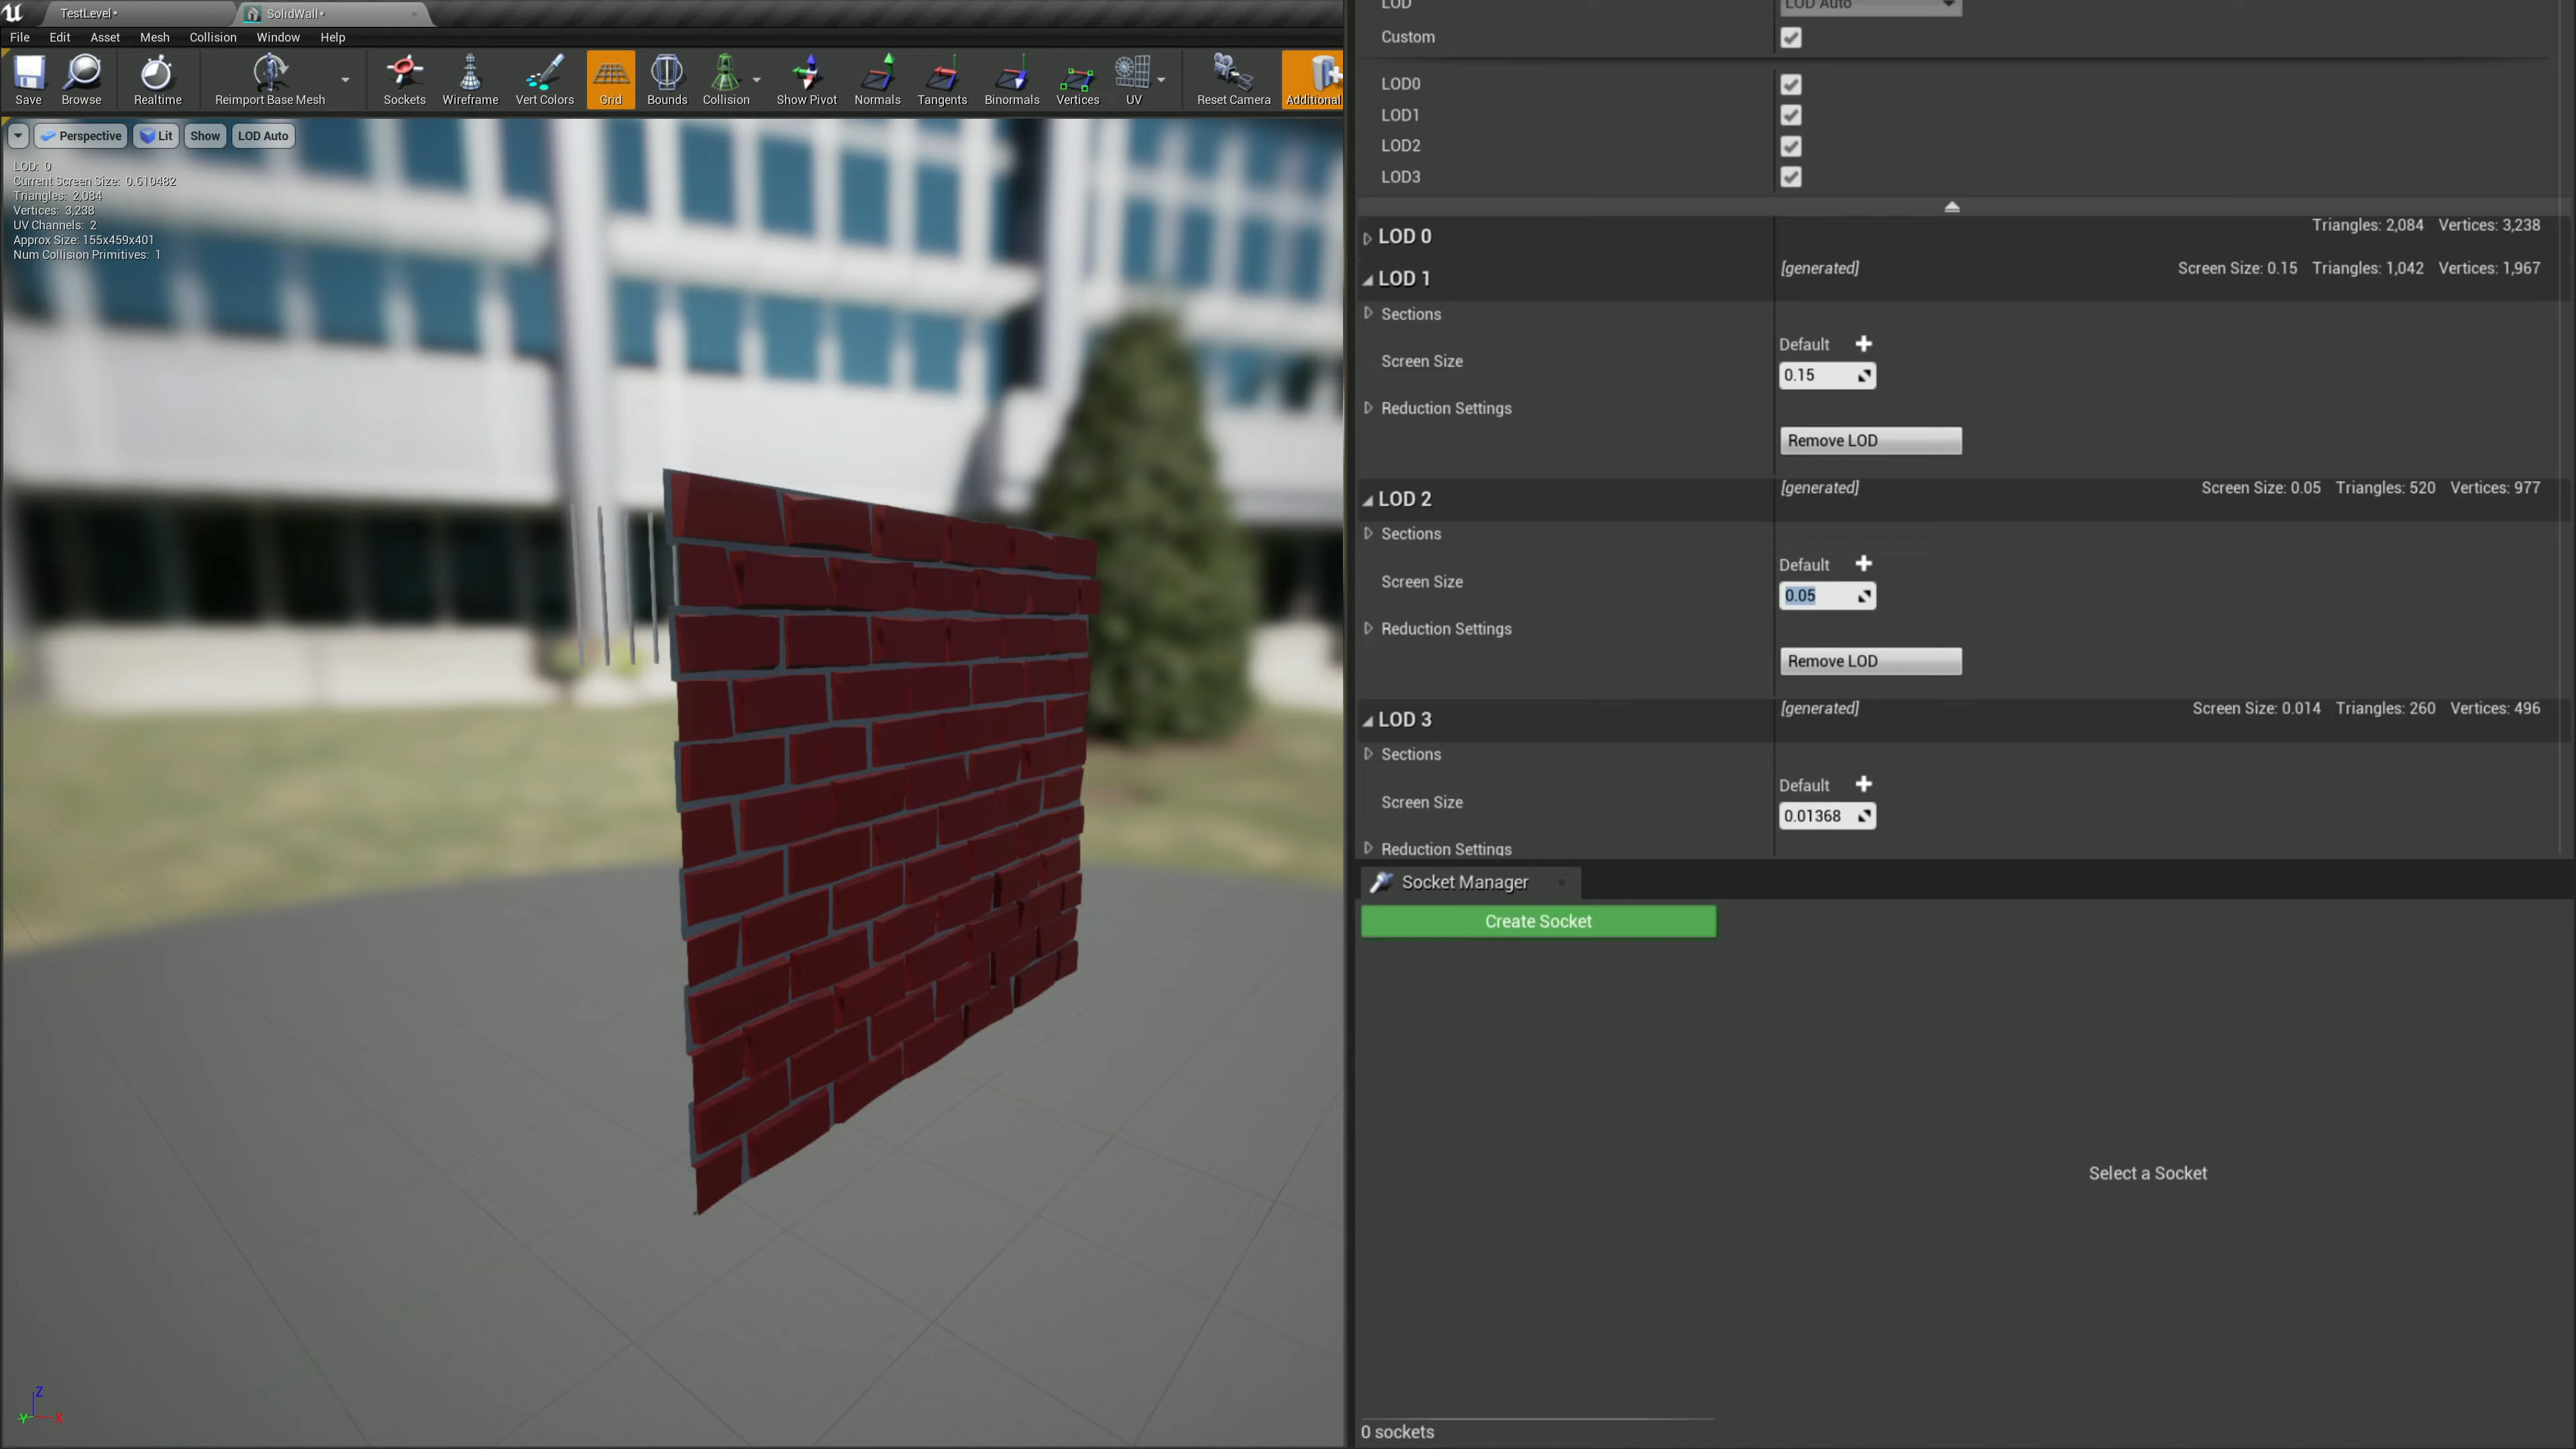 TestLevel*
SolidWall*
File Edit Asset Mesh Collision Window Help
Save Browse Realtime Reimport Base Mesh Sockets Wireframe Vert Colors Grid Bounds Collision Show Pivot Normals Tangents Binormals Vertices UV Reset Camera Additional
Perspective Lit Show LOD Auto
LOD: 0
Current Screen Size: 0.610482
Triangles: 2,084
Vertices: 3,238
UV Channels: 2
Approx Size: 155x459x401
Num Collision Primitives: 1
Z
Y X
LOD LOD Auto
Custom
LOD0
LOD1
LOD2
LOD3
LOD 0 Triangles: 2,084 Vertices: 3,238
LOD 1 [generated] Screen Size: 0.15 Triangles: 1,042 Vertices: 1,967
Sections
Default
Screen Size
0.15
Reduction Settings
Remove LOD
LOD 2 [generated] Screen Size: 0.05 Triangles: 520 Vertices: 977
Sections
Default
Screen Size
0.05
Reduction Settings
Remove LOD
LOD 3 [generated] Screen Size: 0.014 Triangles: 260 Vertices: 496
Sections
Default
Screen Size
0.01368
Reduction Settings
Socket Manager
Create Socket
Select a Socket
0 sockets